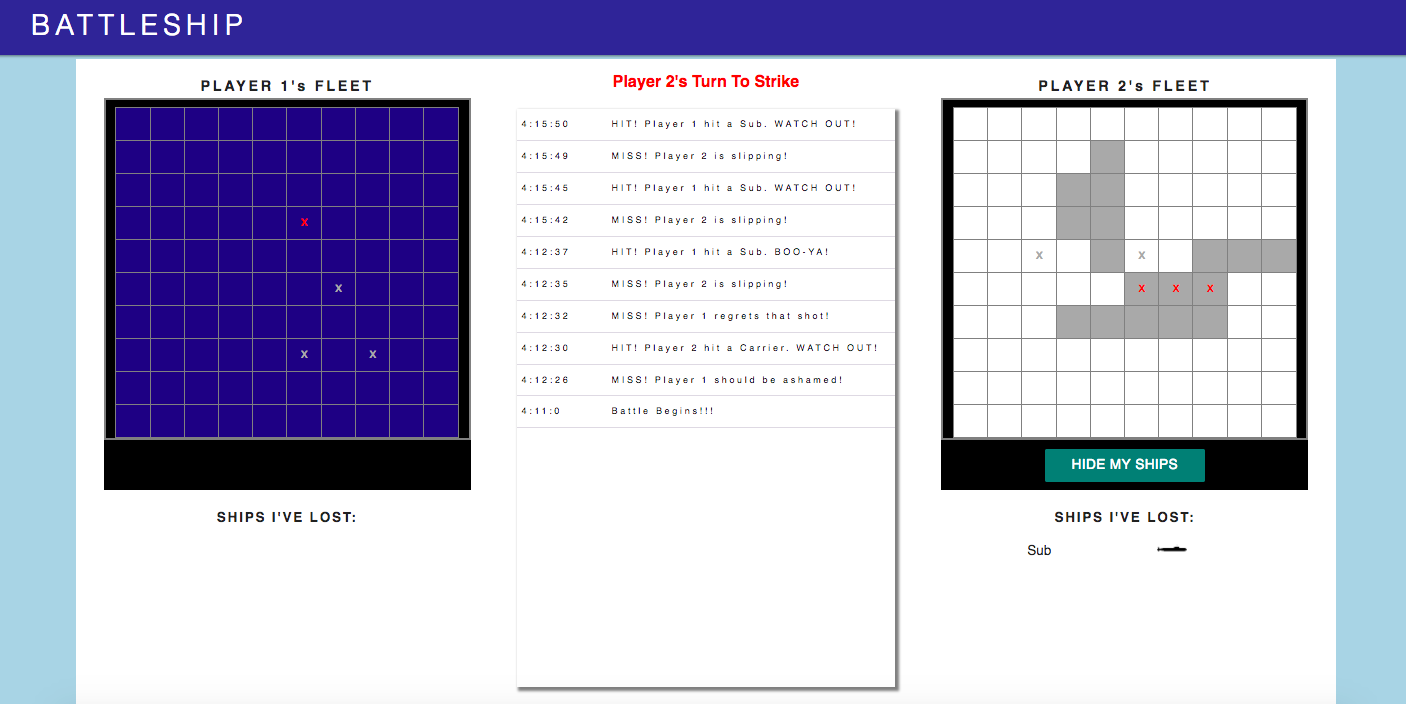 BATTLESHIP
PLAYER 1's FLEET
x
x
x x
SHIPS I'VE LOST:
Player 2's Turn To Strike
4:15:50 HIT! Player 1 hit a Sub. WATCH OUT!
4:15:49 MISS! Player 2 is slipping!
4:15:45 HIT! Player 1 hit a Sub. WATCH OUT!
4:15:42 MISS! Player 2 is slipping!
4:12:37 HIT! Player 1 hit a Sub. BOO-YA!
4:12:35 MISS! Player 2 is slipping!
4:12:32 MISS! Player 1 regrets that shot!
4:12:30 HIT! Player 2 hit a Carrier. WATCH OUT!
4:12:26 MISS! Player 1 should be ashamed!
4:11:0 Battle Begins!!!
PLAYER 2's FLEET
x x
x x x
HIDE MY SHIPS
SHIPS I'VE LOST:
Sub